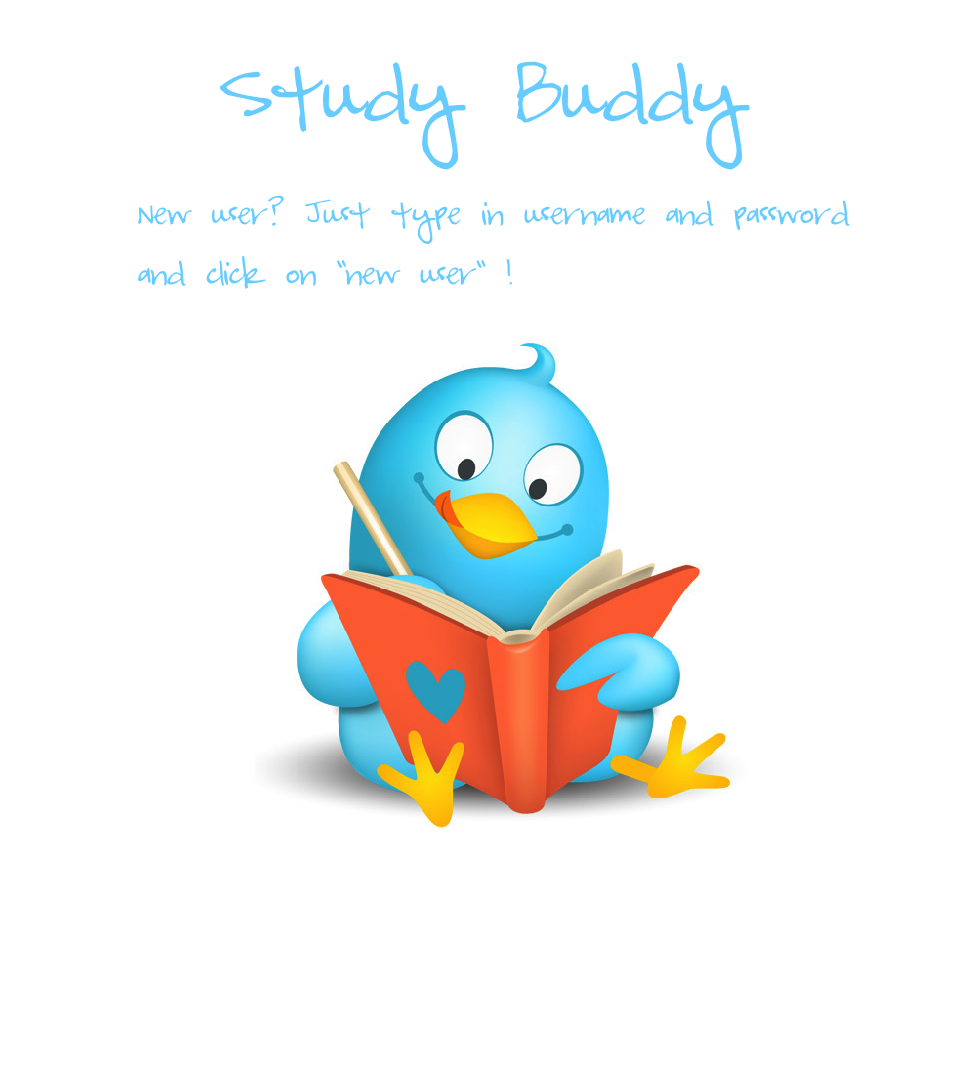 Study Buddy
New user? Just type in username and password
and click on "new user" !